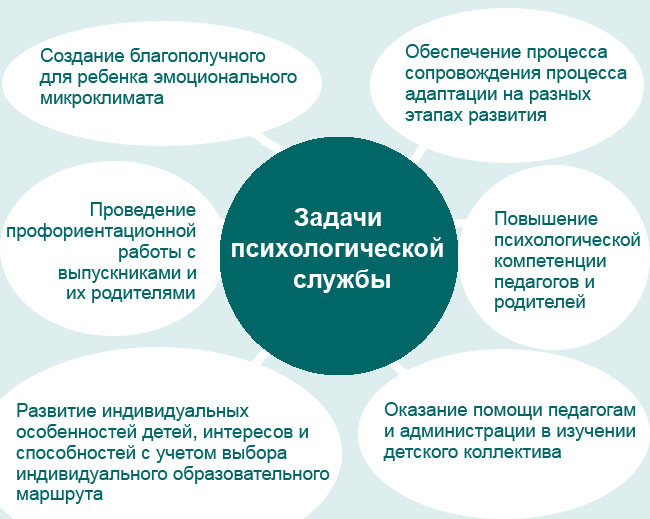 Создание благополучного
для ребенка эмоционального
микроклимата
Обеспечение процесса
сопровождения процесса
адаптации на разных
этапах развития
Проведение
профориентационной
работы с
выпускниками и
их родителями
Задачи
психологической
службы
Повышение
психологической
компетенции
педагогов и
родителей
Развитие индивидуальных
особенностей детей, интересов и
способностей с учетом выбора
индивидуального образовательного
маршрута
Оказание помощи педагогам
и администрации в изучении
детского коллектива